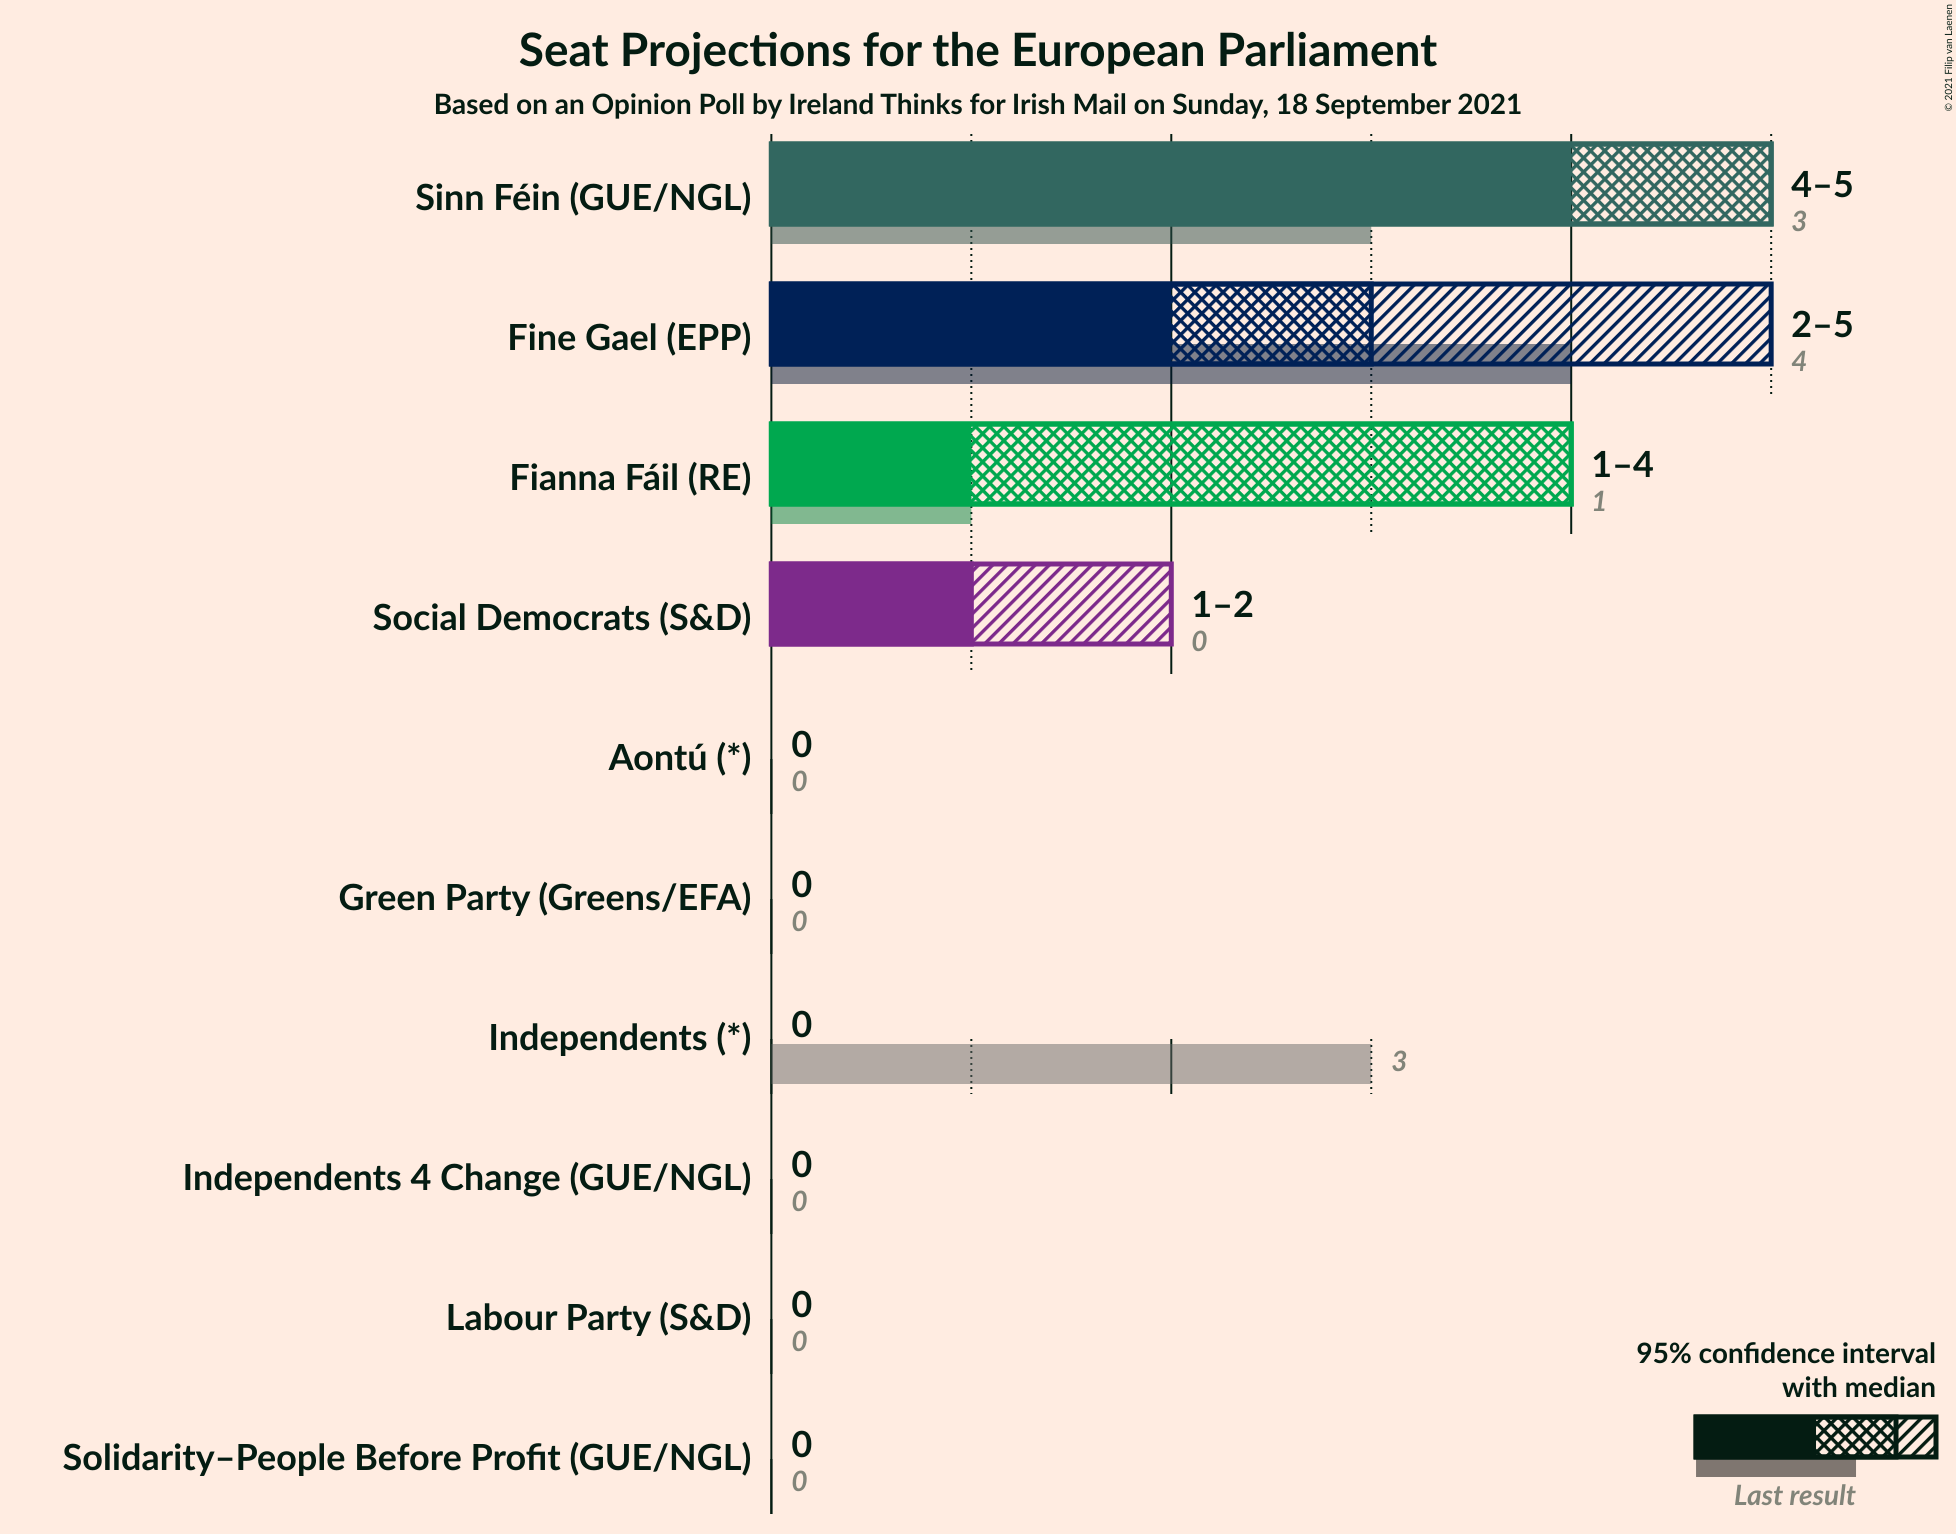 Seat Projections for the European Parliament
Based on an Opinion Poll by Ireland Thinks for Irish Mail on Sunday, 18 September 2021
© 2021 Filip van Laenen
Sinn Féin (GUE/NGL)
4–5
3
Fine Gael (EPP)
2–5
4
Fianna Fáil (RE)
1–4
1
Social Democrats (S&D)
1–2
0
Aontú (*)
0
0
Green Party (Greens/EFA)
0
0
Independents (*)
0
3
Independents 4 Change (GUE/NGL)
0
0
Labour Party (S&D)
0
0
Solidarity–People Before Profit (GUE/NGL)
0
0
95% confidence interval
with median
Last result